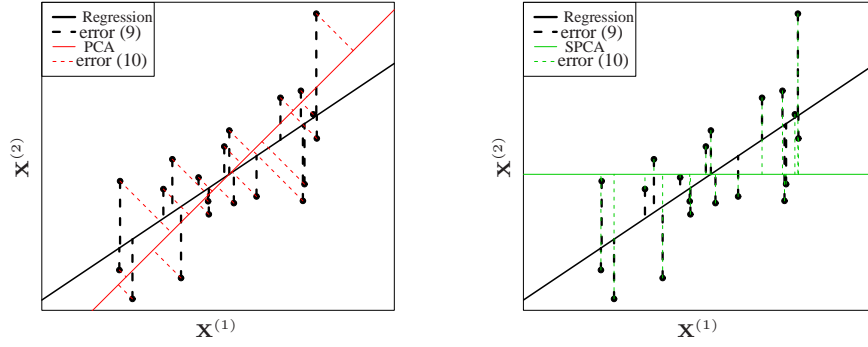 Regression
error (9)
PCA
error (10)
X(2)
X(1)
Regression
error (9)
SPCA
error (10)
X(2)
X(1)